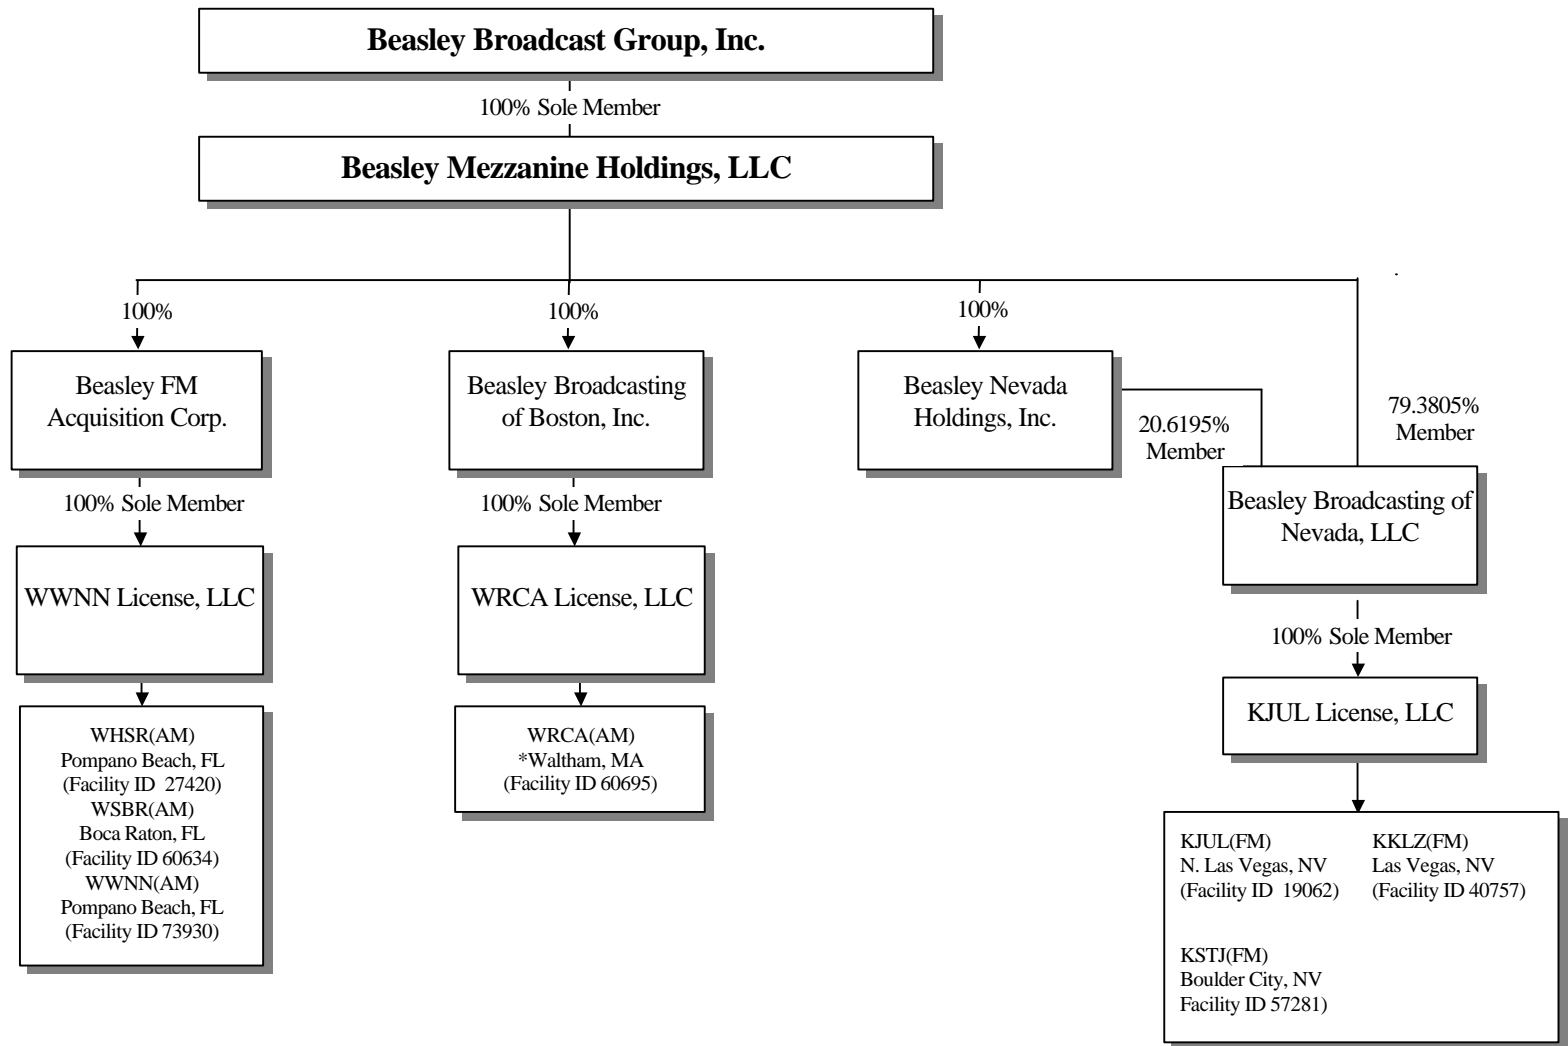 Beasley Broadcast Group, Inc.
100% Sole Member
Beasley Mezzanine Holdings, LLC
100%
100%
100%
Beasley FM
Acquisition Corp.
Beasley Broadcasting
of Boston, Inc.
Beasley Nevada
Holdings, Inc.
20.6195%
Member
79.3805%
Member
100% Sole Member
100% Sole Member
Beasley Broadcasting of
Nevada, LLC
WWNN License, LLC
WRCA License, LLC
100% Sole Member
KJUL License, LLC
WHSR(AM)
Pompano Beach, FL
(Facility ID 27420)
WSBR(AM)
Boca Raton, FL
(Facility ID 60634)
WWNN(AM)
Pompano Beach, FL
(Facility ID 73930)
WRCA(AM)
*Waltham, MA
(Facility ID 60695)
KJUL(FM)
N. Las Vegas, NV
(Facility ID 19062)
KKLZ(FM)
Las Vegas, NV
(Facility ID 40757)
KSTJ(FM)
Boulder City, NV
Facility ID 57281)